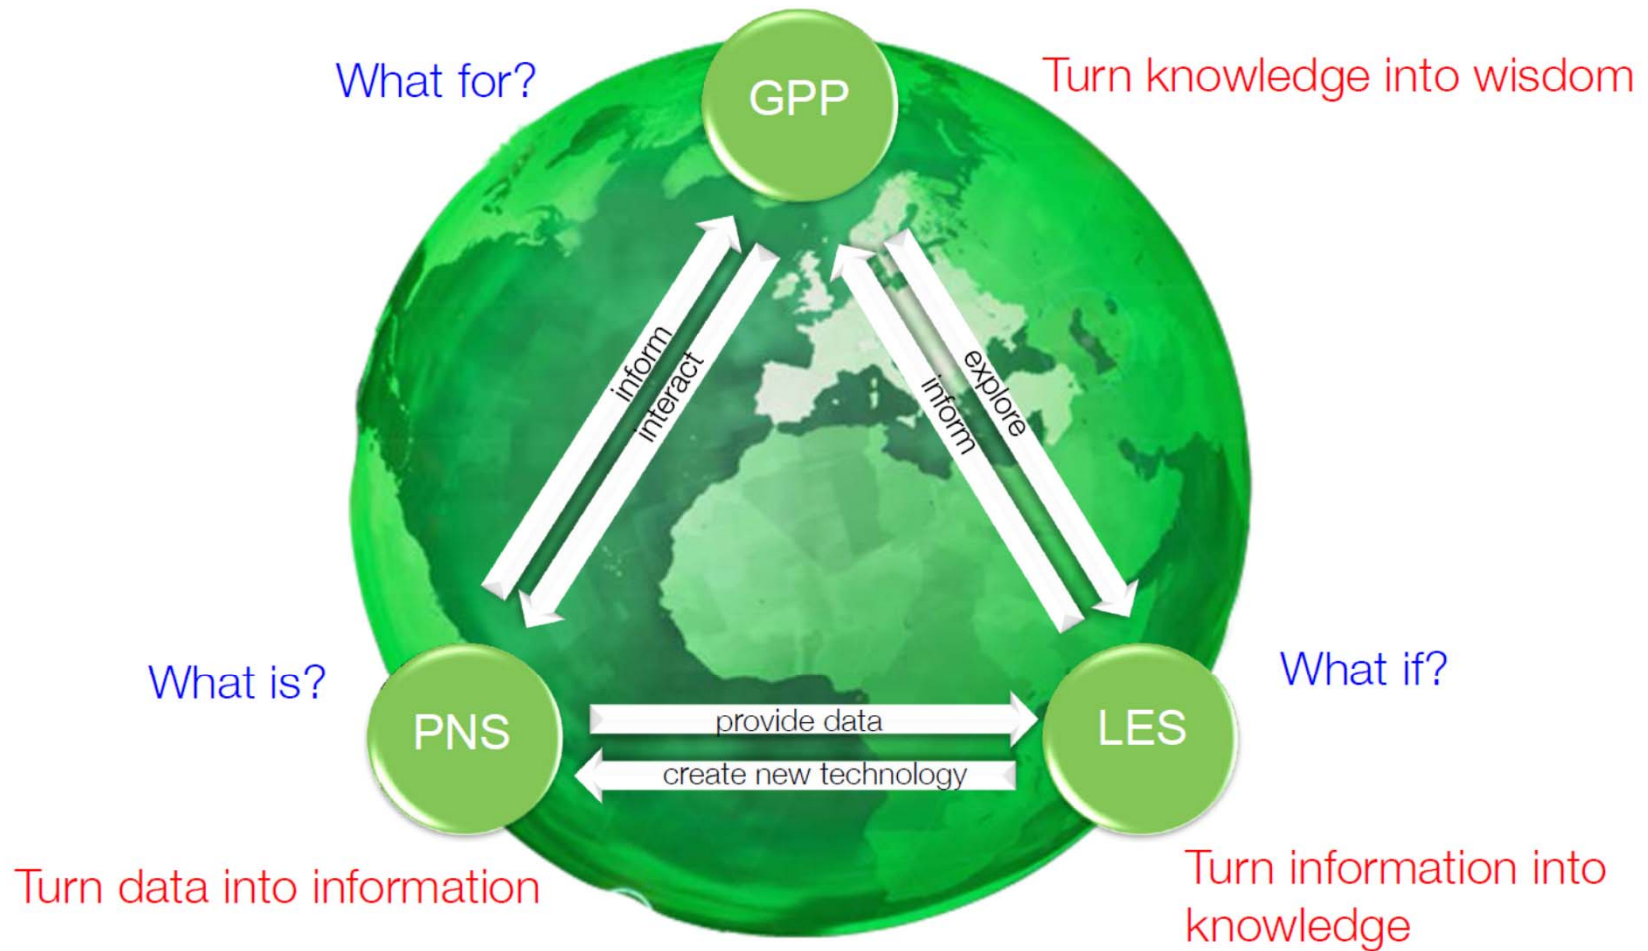 What for?
GPP
Turn knowledge into wisdom
inform
interact
inform
explore
What is?
PNS
provide data
create new technology
LES
What if?
Turn data into information
Turn information into
knowledge